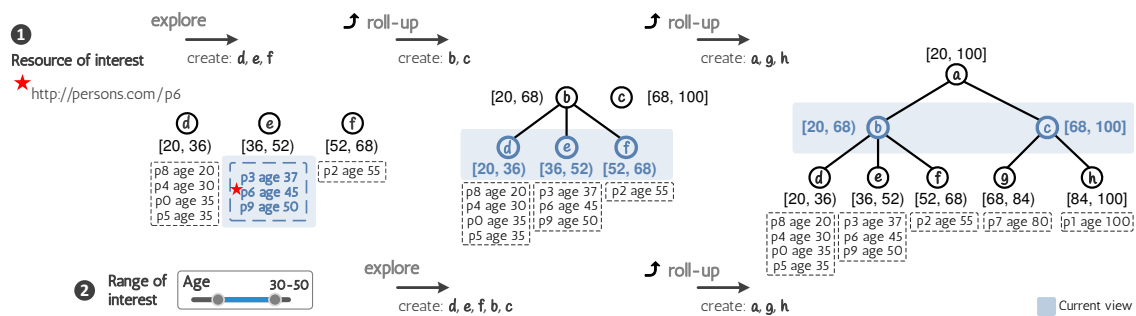 1
Resource of interest
http://persons.com/p6
explore
create: d, e, f
roll-up
create: b, c
roll-up
create: a, g, h
d
e
f
[20, 36)
[36, 52)
[52, 68)
p8 age 20
p4 age 30
p0 age 35
p5 age 35
p3 age 37
p6 age 45
p9 age 50
p2 age 55
[20, 68)
b
c
[68, 100]
d
e
f
[20, 36)
[36, 52)
[52, 68)
p8 age 20
p4 age 30
p0 age 35
p5 age 35
p3 age 37
p6 age 45
p9 age 50
p2 age 55
[20, 100]
a
[20, 68)
b
c
[68, 100]
d
e
f
g
h
[20, 36)
[36, 52)
[52, 68)
[68, 84)
[84, 100]
p8 age 20
p4 age 30
p0 age 35
p5 age 35
p3 age 37
p6 age 45
p9 age 50
p2 age 55
p7 age 80
p1 age 100
2
Range of
interest
Age
30-50
explore
create: d, e, f, b, c
roll-up
create: a, g, h
Current view